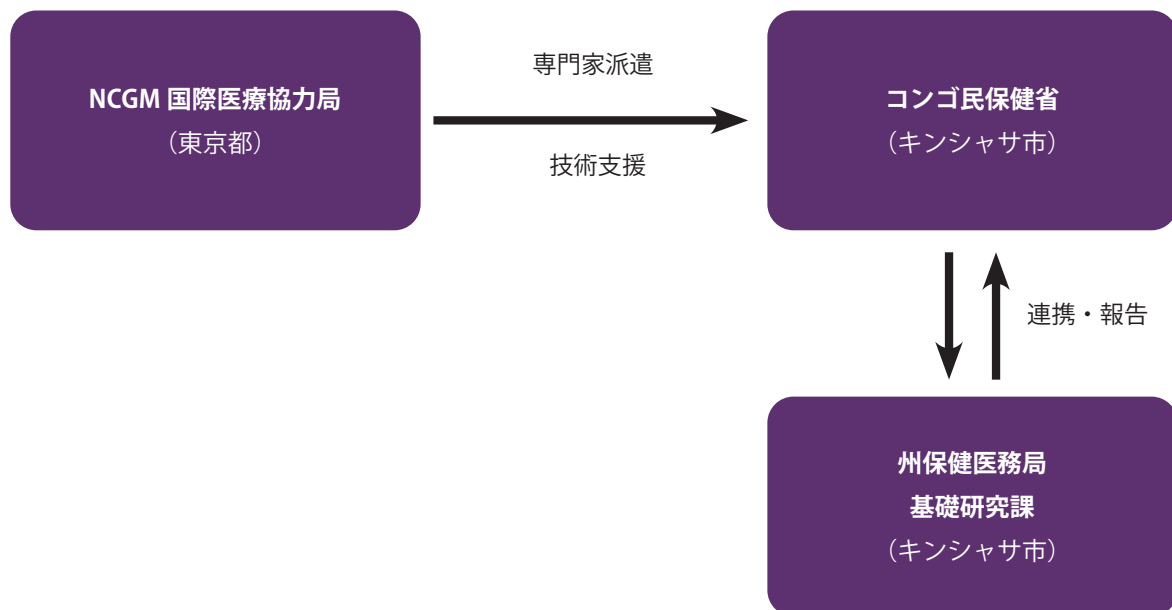 NCGM 国際医療協力局
（東京都）
専門家派遣
技術支援
コンゴ民保健省
（キンシャサ市）
連携・報告
州保健医務局
基礎研究課
（キンシャサ市）